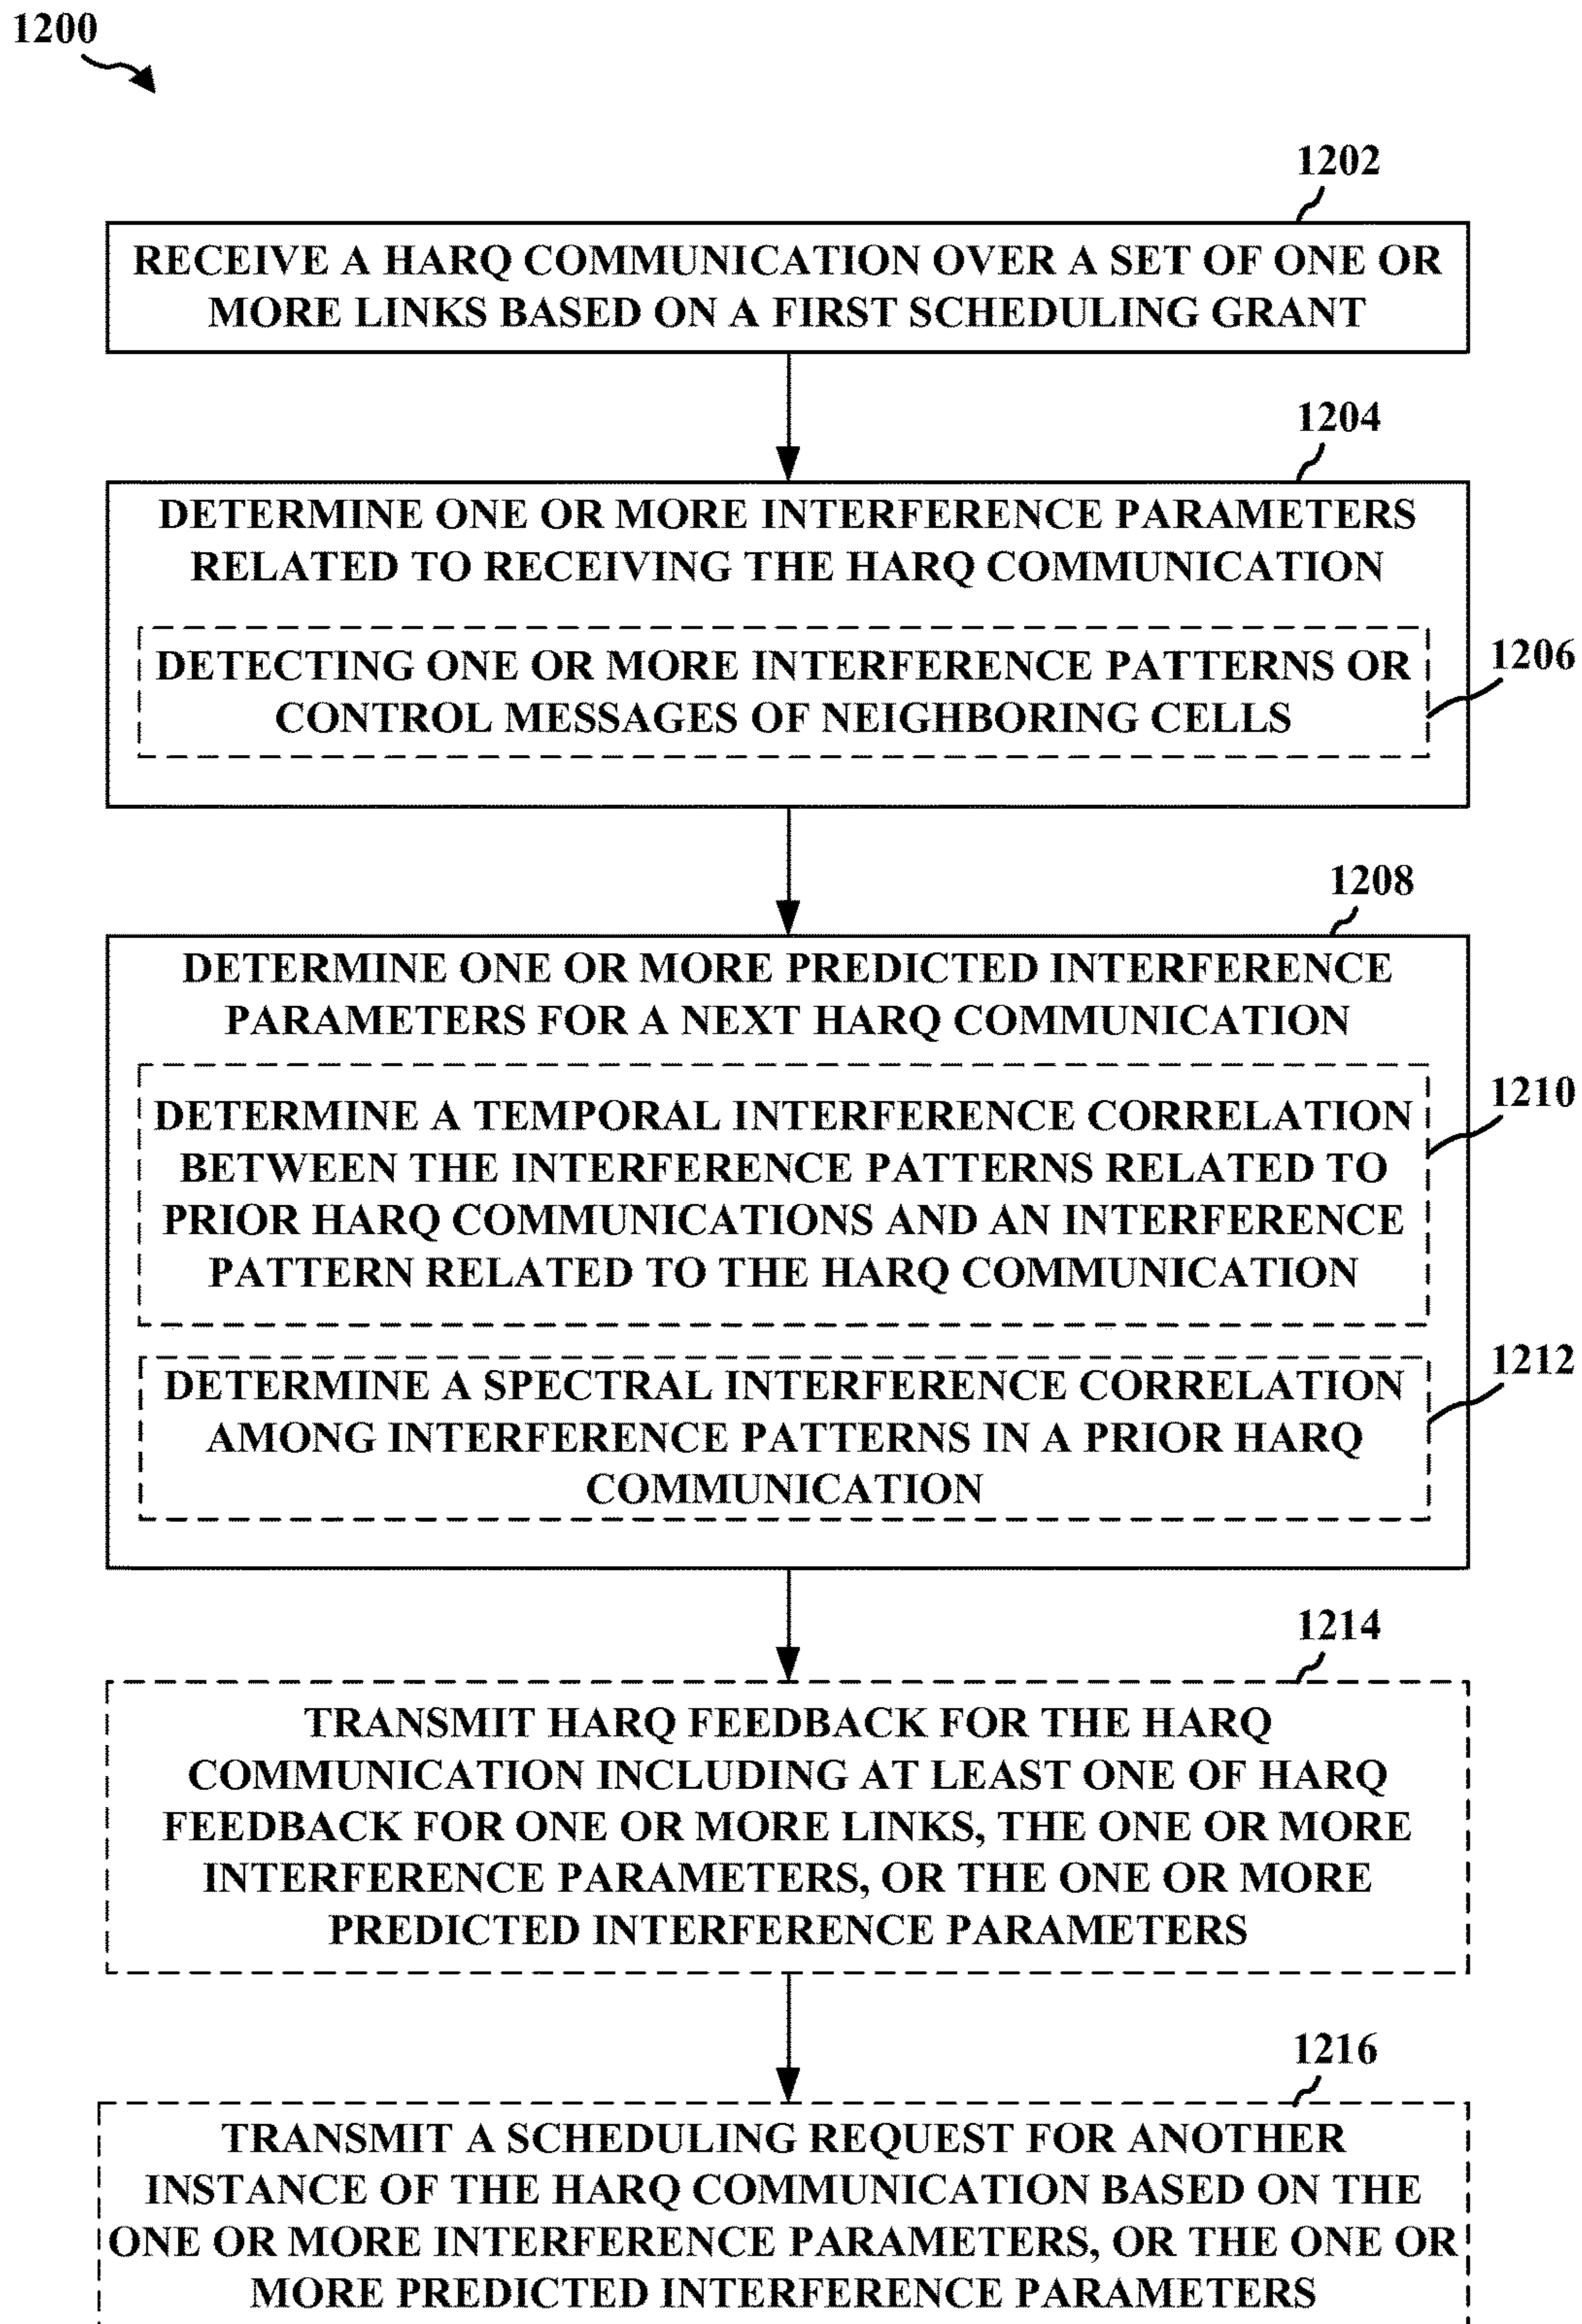 1200
1202
RECEIVE A HARQ COMMUNICATION OVER A SET OF ONE OR
MORE LINKS BASED ON A FIRST SCHEDULING GRANT
1204
DETERMINE ONE OR MORE INTERFERENCE PARAMETERS
RELATED TO RECEIVING THE HARQ COMMUNICATION
1206
DETECTING ONE OR MORE INTERFERENCE PATTERNS OR
CONTROL MESSAGES OF NEIGHBORING CELLS
1208
DETERMINE ONE OR MORE PREDICTED INTERFERENCE
PARAMETERS FOR A NEXT HARQ COMMUNICATION
1210
DETERMINE A TEMPORAL INTERFERENCE CORRELATION
BETWEEN THE INTERFERENCE PATTERNS RELATED TO
PRIOR HARQ COMMUNICATIONS AND AN INTERFERENCE
PATTERN RELATED TO THE HARQ COMMUNICATION
1212
DETERMINE A SPECTRAL INTERFERENCE CORRELATION
AMONG INTERFERENCE PATTERNS IN A PRIOR HARQ
COMMUNICATION
1214
TRANSMIT HARQ FEEDBACK FOR THE HARQ
COMMUNICATION INCLUDING AT LEAST ONE OF HARQ
FEEDBACK FOR ONE OR MORE LINKS, THE ONE OR MORE
INTERFERENCE PARAMETERS, OR THE ONE OR MORE
PREDICTED INTERFERENCE PARAMETERS
1216
TRANSMIT A SCHEDULING REQUEST FOR ANOTHER
INSTANCE OF THE HARQ COMMUNICATION BASED ON THE
ONE OR MORE INTERFERENCE PARAMETERS, OR THE ONE OR
MORE PREDICTED INTERFERENCE PARAMETERS